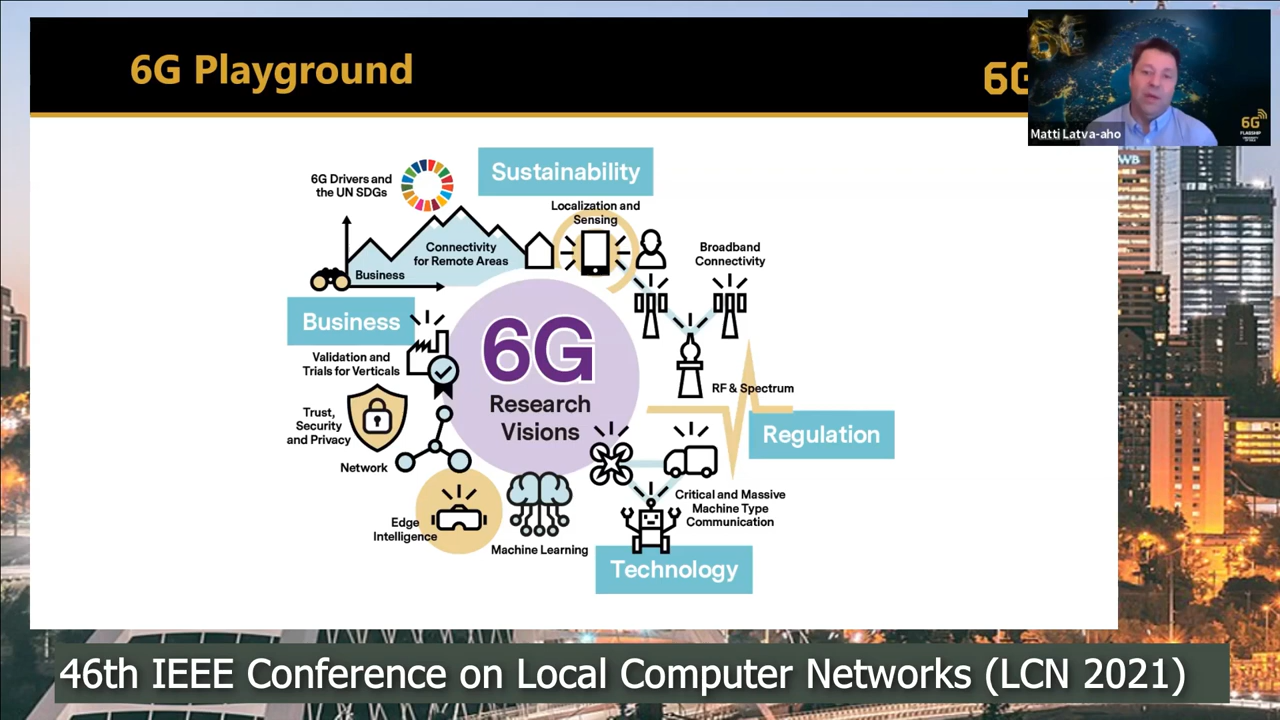 6G Playground
6G
6G
Matti Latva-aho
6G
FLAGSHIP
WB
Sustainability
6G Drivers and
the UN SDGs
Localization and
Sensing
Connectivity
for Remote Areas
Business
Broadband
Connectivity
Business
6G
Research
Visions
Validation and
Trials for Verticals
RF & Spectrum
Trust,
Security
and Privacy
Regulation
Network
Critical and Massive
Machine Type
Communication
Edge
Intelligence
Machine Learning
Technology
46th IEEE Conference on Local Computer Networks (LCN 2021)